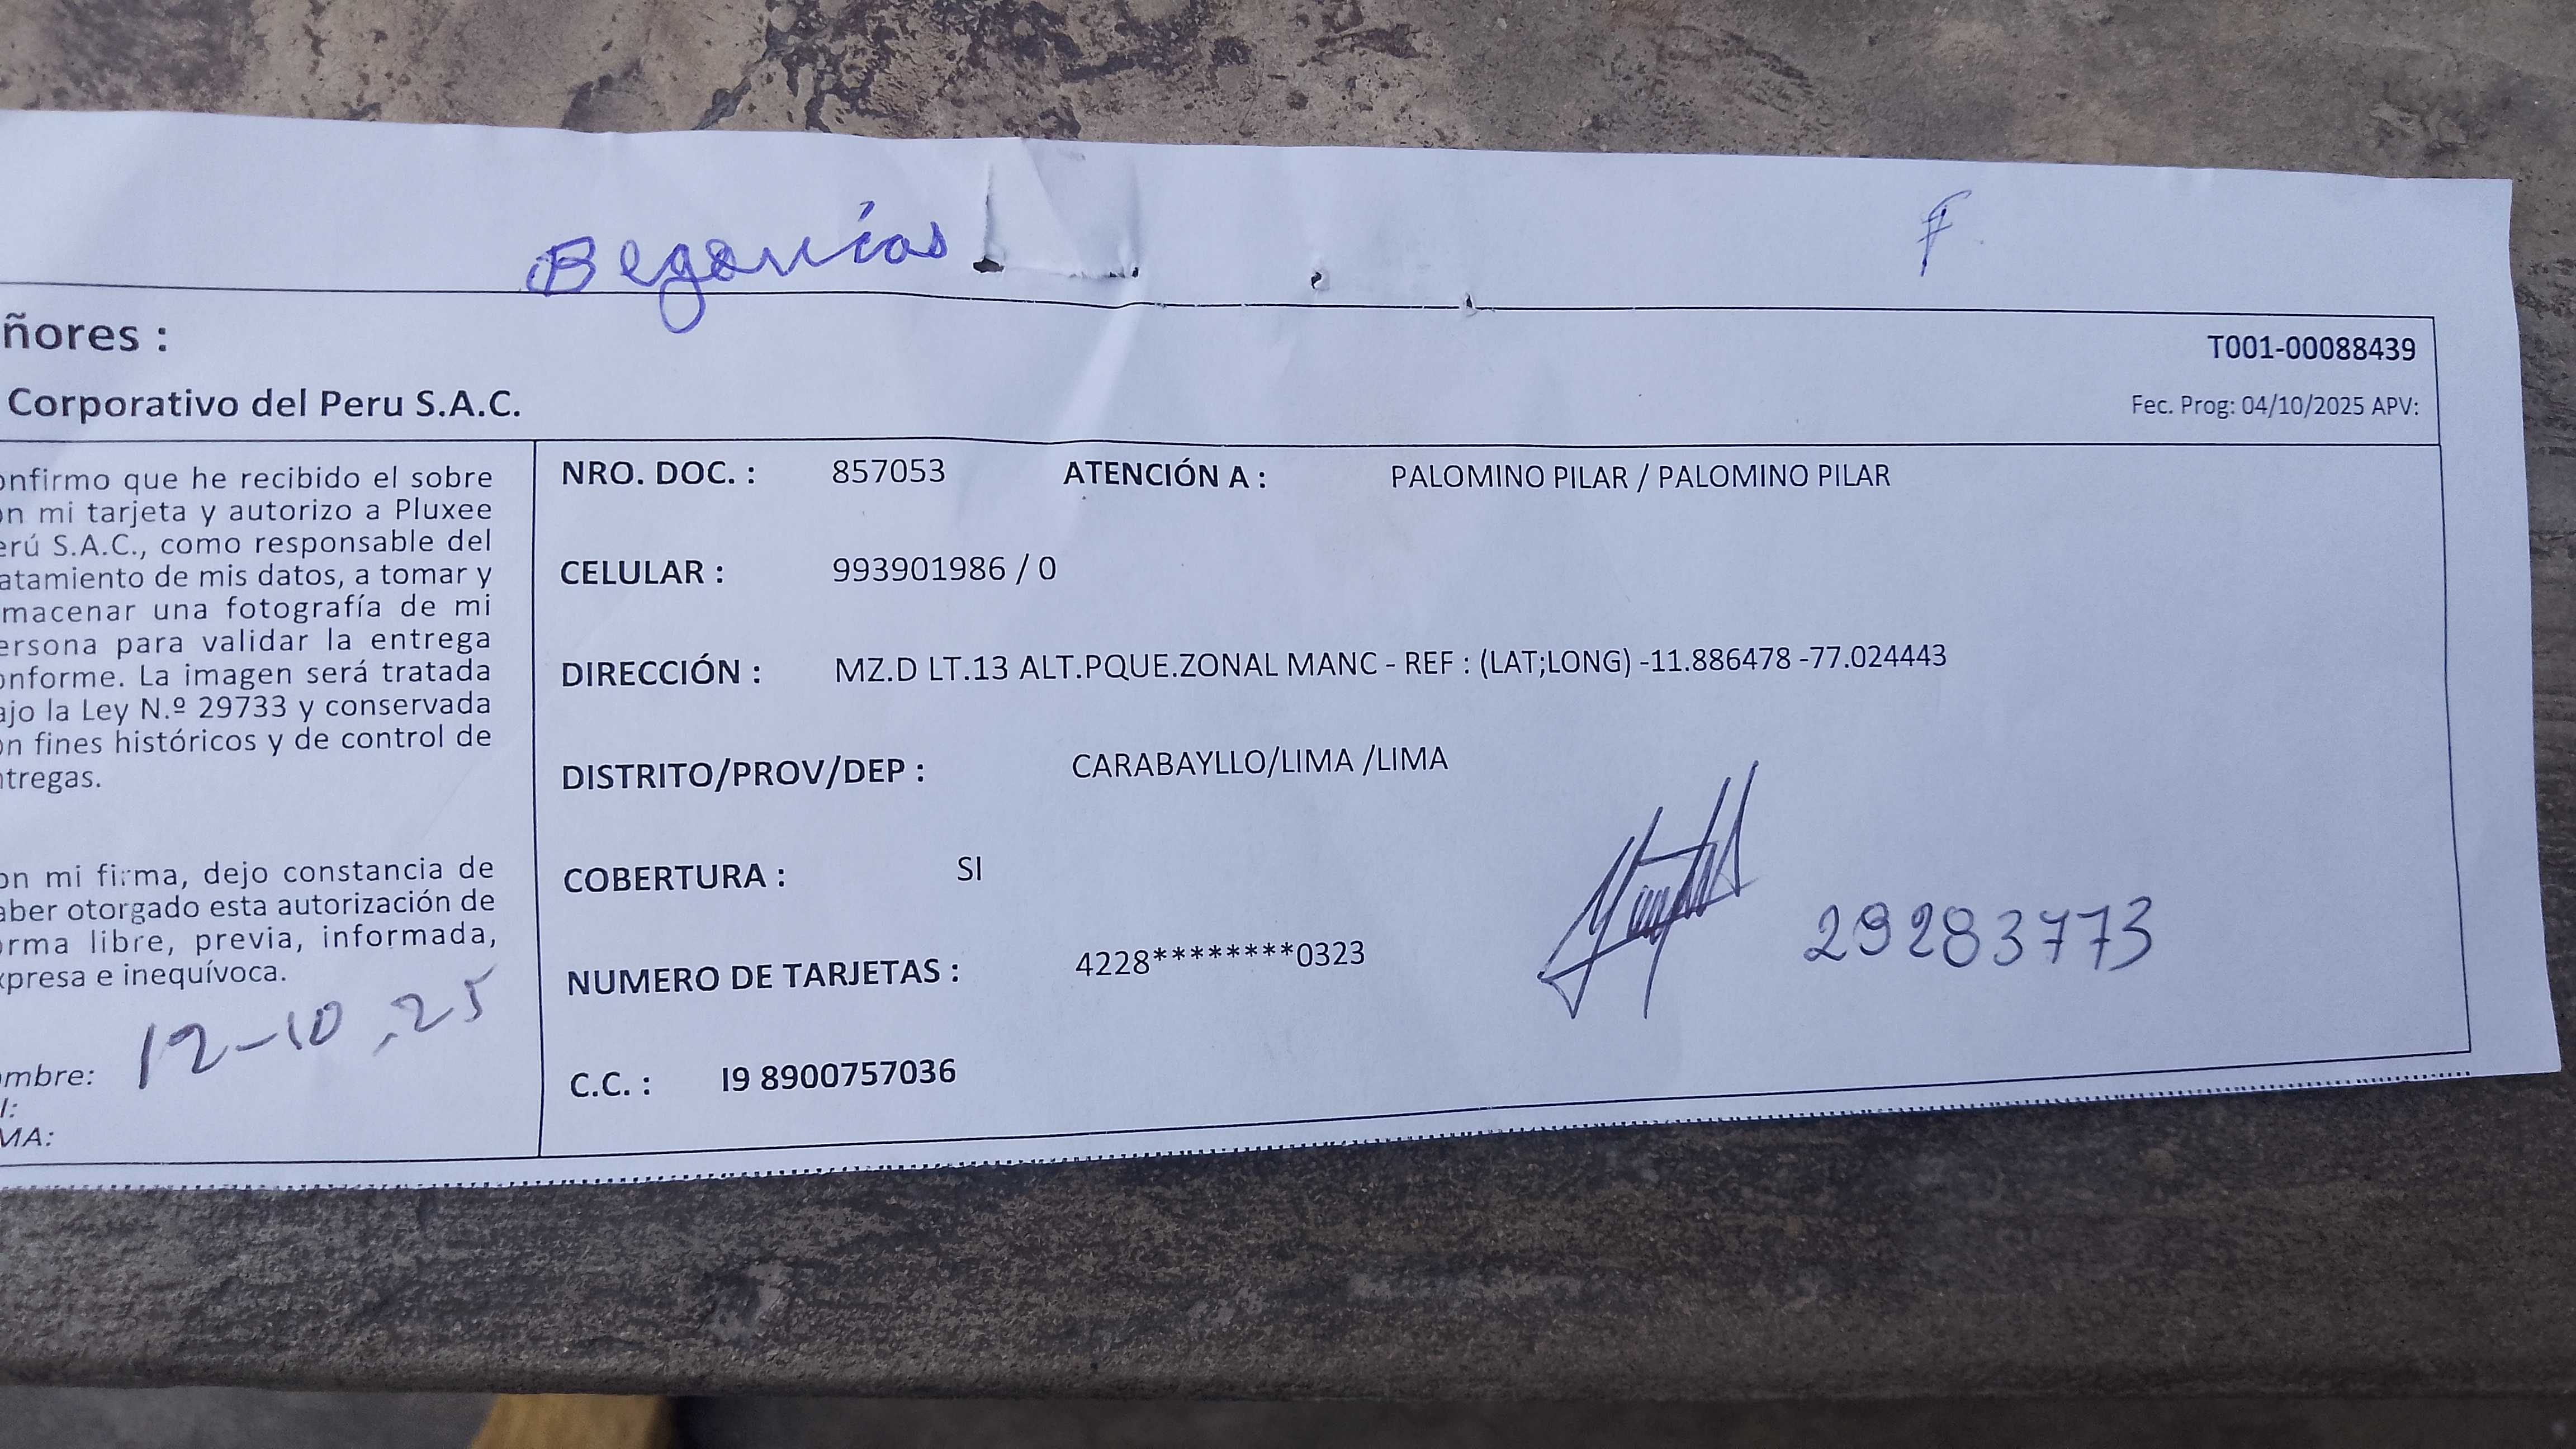 Begonias
F
ñores :
T001-00088439
Corporativo del Peru S.A.C.
Fec. Prog: 04/10/2025 APV:
onfirmo que he recibido el sobre
on mi tarjeta y autorizo a Pluxee
erú S.A.C., como responsable del
atamiento de mis datos, a tomar y
macenar una fotografía de mi
ersona para validar la entrega
onforme. La imagen será tratada
ajo la Ley N.º 29733 y conservada
on fines históricos y de control de
ntregas.
on mi firma, dejo constancia de
aber otorgado esta autorización de
orma libre, previa, informada,
xpresa e inequívoca.
12-10.25
ombre:
I:
MA:
NRO. DOC. : 857053 ATENCIÓN A : PALOMINO PILAR / PALOMINO PILAR
CELULAR : 993901986 / 0
DIRECCIÓN : MZ.D LT.13 ALT.PQUE.ZONAL MANC - REF : (LAT;LONG) -11.886478 -77.024443
DISTRITO/PROV/DEP : CARABAYLLO/LIMA /LIMA
COBERTURA : SI
29283773
NUMERO DE TARJETAS : 4228********0323
C.C. : I9 8900757036